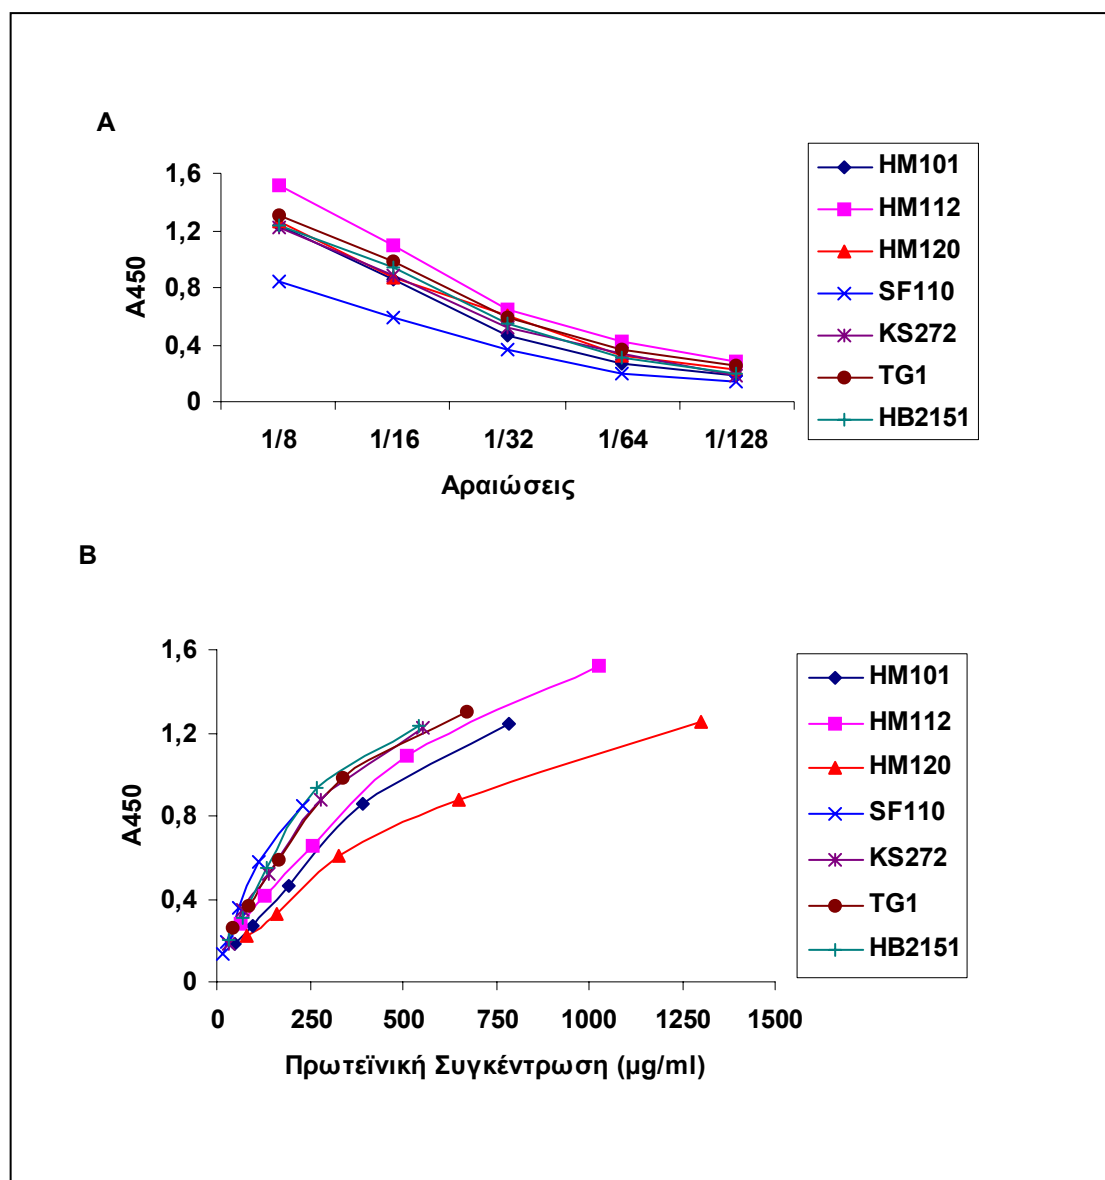 A
1,6
1,2
0,8
0,4
0
A450
1/8 1/16 1/32 1/64 1/128
Αραιώσεις
HM101
HM112
HM120
SF110
KS272
TG1
HB2151
B
1,6
1,2
0,8
0,4
0
A450
0 250 500 750 1000 1250 1500
Πρωτεϊνική Συγκέντρωση (μg/ml)
HM101
HM112
HM120
SF110
KS272
TG1
HB2151